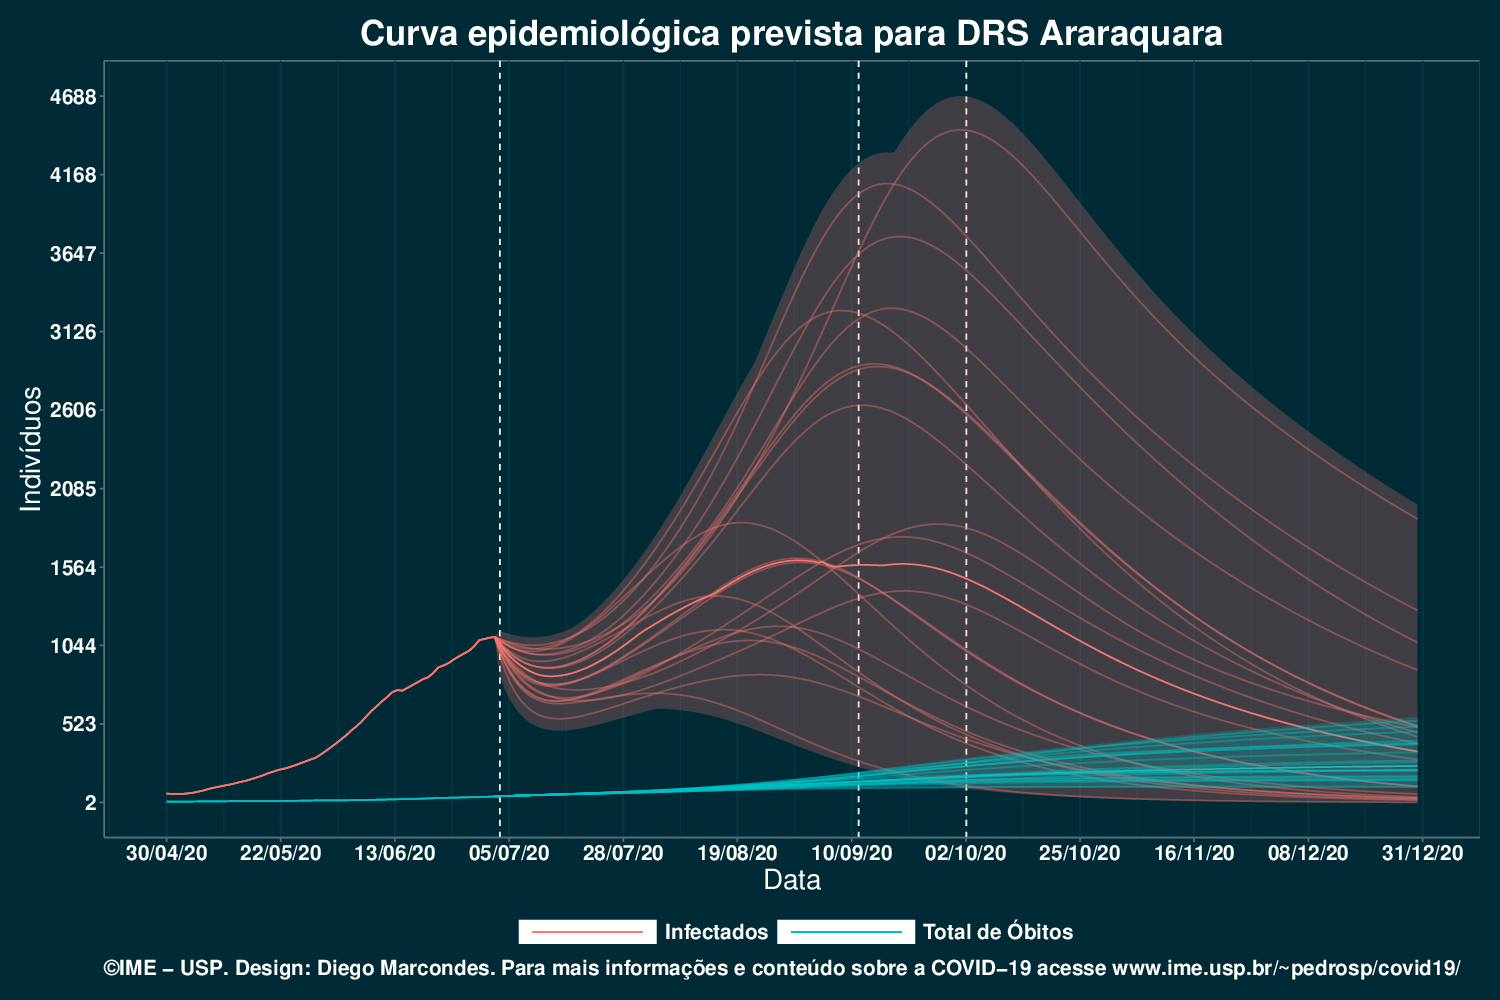 Curva epidemiológica prevista para DRS Araraquara
Indivíduos
4688
4168
3647
3126
2606
2085
1564
1044
523
2
30/04/20 22/05/20 13/06/20 05/07/20 28/07/20 19/08/20 10/09/20 02/10/20 25/10/20 16/11/20 08/12/20 31/12/20
Data
Infectados Total de Óbitos
©IME − USP. Design: Diego Marcondes. Para mais informações e conteúdo sobre a COVID−19 acesse www.ime.usp.br/~pedrosp/covid19/